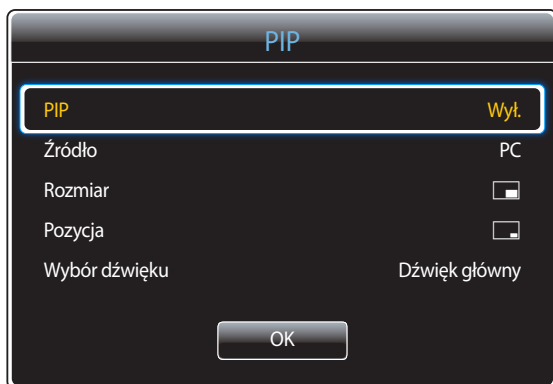 PIP
PIP Wył.
Źródło PC
Rozmiar
Pozycja
Wybór dźwięku Dźwięk główny
OK